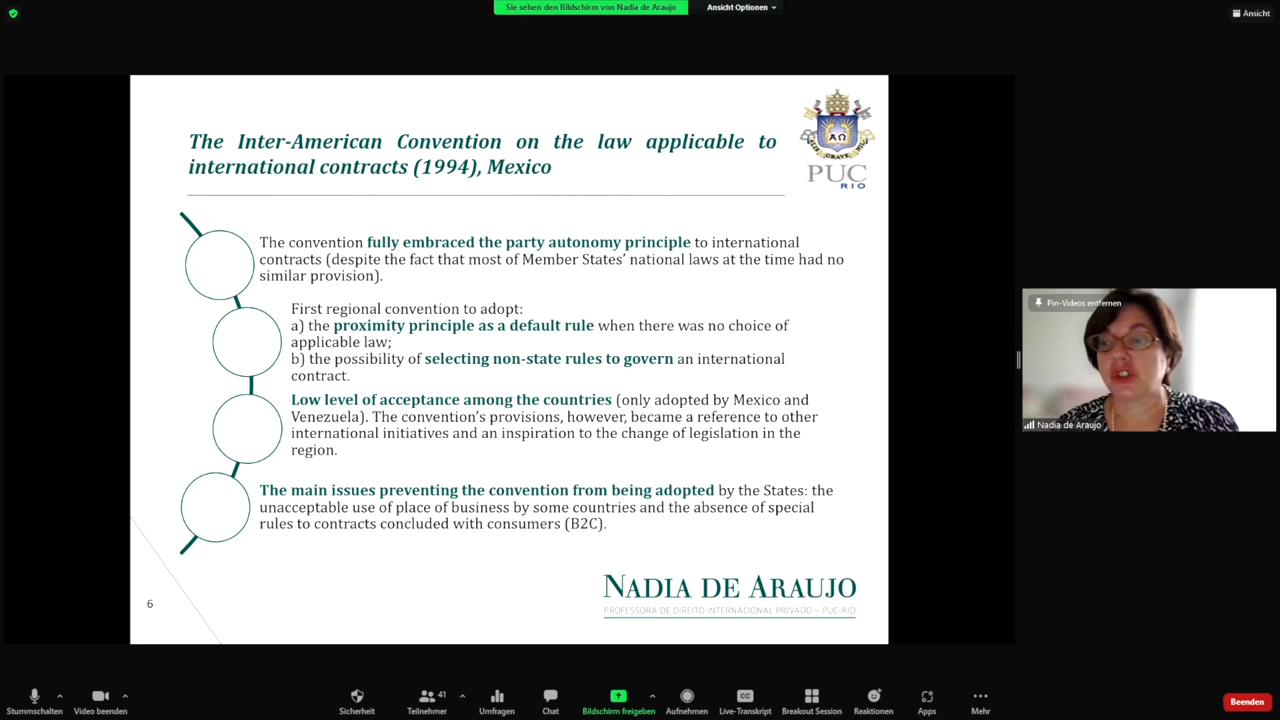 Sie sehen den Bildschirm von Nadia de Araujo
Ansicht Optionen
Ansicht
The Inter-American Convention on the law applicable to
international contracts (1994), Mexico
PUC
RIO
The convention fully embraced the party autonomy principle to international
contracts (despite the fact that most of Member States' national laws at the time had no
similar provision).
First regional convention to adopt:
a) the proximity principle as a default rule when there was no choice of
applicable law;
b) the possibility of selecting non-state rules to govern an international
contract.
Low level of acceptance among the countries (only adopted by Mexico and
Venezuela). The convention's provisions, however, became a reference to other
international initiatives and an inspiration to the change of legislation in the
region.
The main issues preventing the convention from being adopted by the States: the
unacceptable use of place of business by some countries and the absence of special
rules to contracts concluded with consumers (B2C).
6
NADIA DE ARAUJO
PROFESSORA DE DIREITO INTERNACIONAL PRIVADO – PUC-RIO
Pin-Videos entfernen
Nadia de Araujo
Stummschalten
Video beenden
Sicherheit
41
Teilnehmer
Umfragen
Chat
Bildschirm freigeben
Aufnehmen
CC
Live-Transkript
Breakout Session
Reaktionen
Apps
Mehr
Beenden